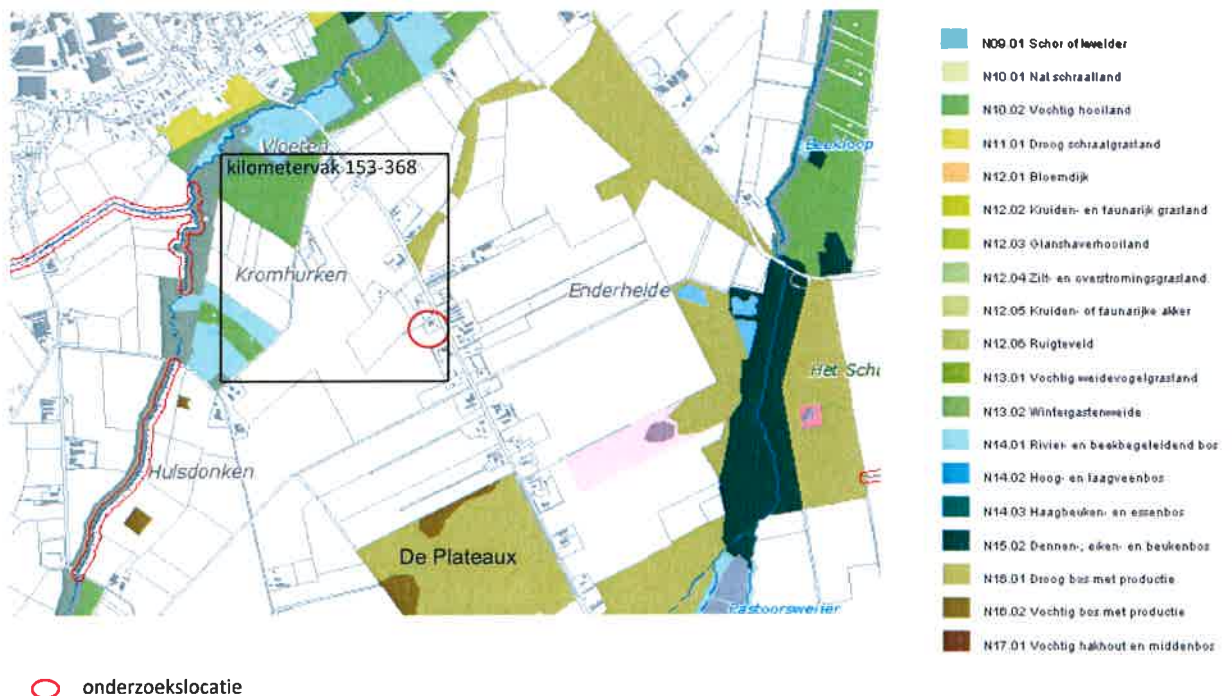 Vloeten
kilometervak 153-368
Kromhurken
Enderheide
Beekloop
Het Schu
Hulsdonken
De Plateaux
Pastoorsweijer
N09.01 Schor of kwelder
N10.01 Nat schraalland
N10.02 Vochtig hooiland
N11.01 Droog schraalgrasland
N12.01 Bloemdijk
N12.02 Kruiden- en faunarijk grasland
N12.03 Glanshaverhooiland
N12.04 Zilt- en overstromingsgrasland
N12.05 Kruiden- of faunarijke akker
N12.06 Ruigteveld
N13.01 Vochtig weidevogelgrasland
N13.02 Wintergastenweide
N14.01 Rivier- en beekbegeleidend bos
N14.02 Hoog- en laagveenbos
N14.03 Haagbeuken- en essenbos
N15.02 Dennen-, eiken- en beukenbos
N16.01 Droog bos met productie
N16.02 Vochtig bos met productie
N17.01 Vochtig hakhout en middenbos
onderzoekslocatie